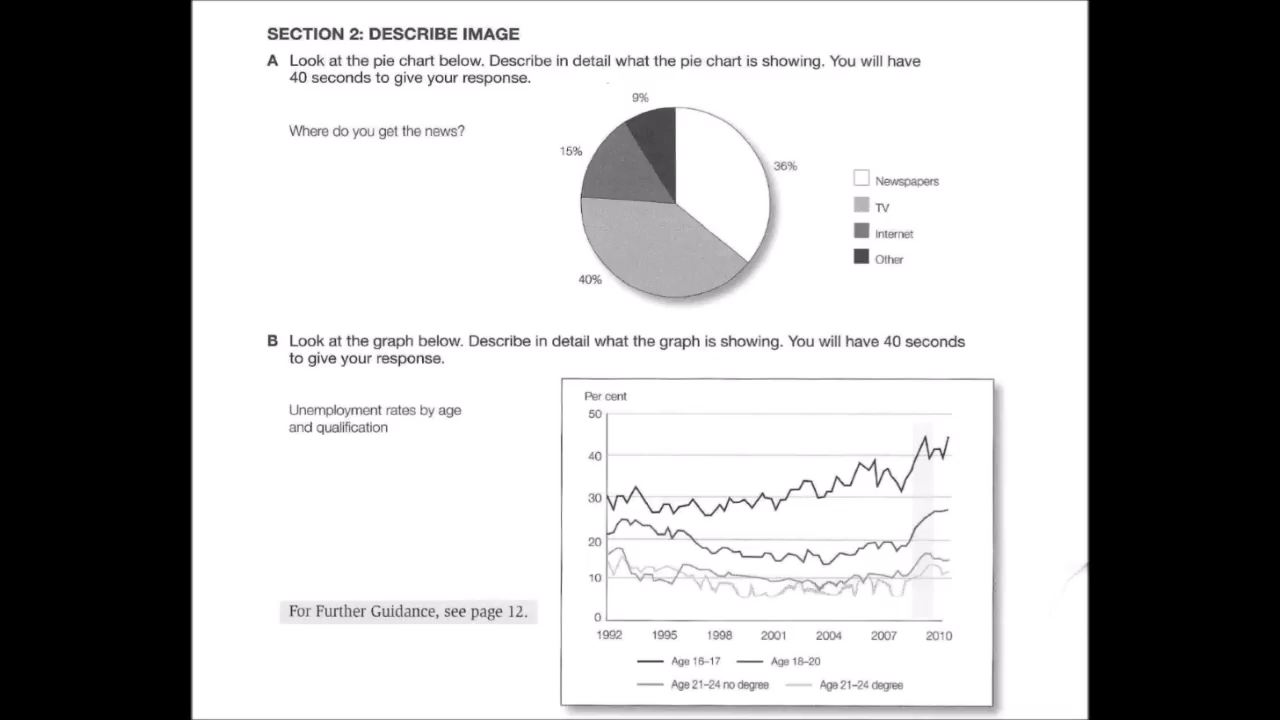 SECTION 2: DESCRIBE IMAGE
A Look at the pie chart below. Describe in detail what the pie chart is showing. You will have
40 seconds to give your response.
Where do you get the news?
9%
15%
36%
40%
Newspapers
TV
Internet
Other
B Look at the graph below. Describe in detail what the graph is showing. You will have 40 seconds
to give your response.
Unemployment rates by age
and qualification
For Further Guidance, see page 12.
Per cent
50
40
30
20
10
0
1992 1995 1998 2001 2004 2007 2010
Age 16–17 Age 18–20
Age 21–24 no degree Age 21–24 degree